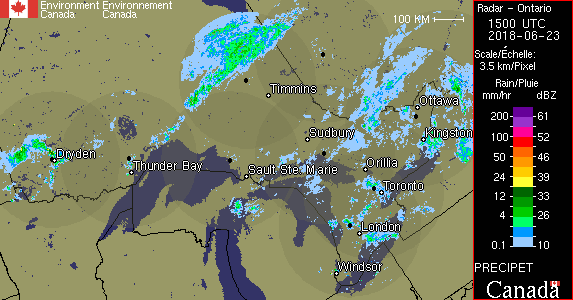 Environment Environnement
Canada Canada
100 KM
Timmins
Ottawa
Sudbury
Kingston
Dryden
Thunder Bay
Sault Ste. Marie
Orillia
Toronto
London
Windsor
Radar - Ontario
1500 UTC
2018-06-23
Scale/Échelle:
3.5 km/Pixel
Rain/Pluie
mm/hr dBZ
200 61
100 56
50 46
24 39
12 33
4 26
0.1 10
PRECIPET
Canada